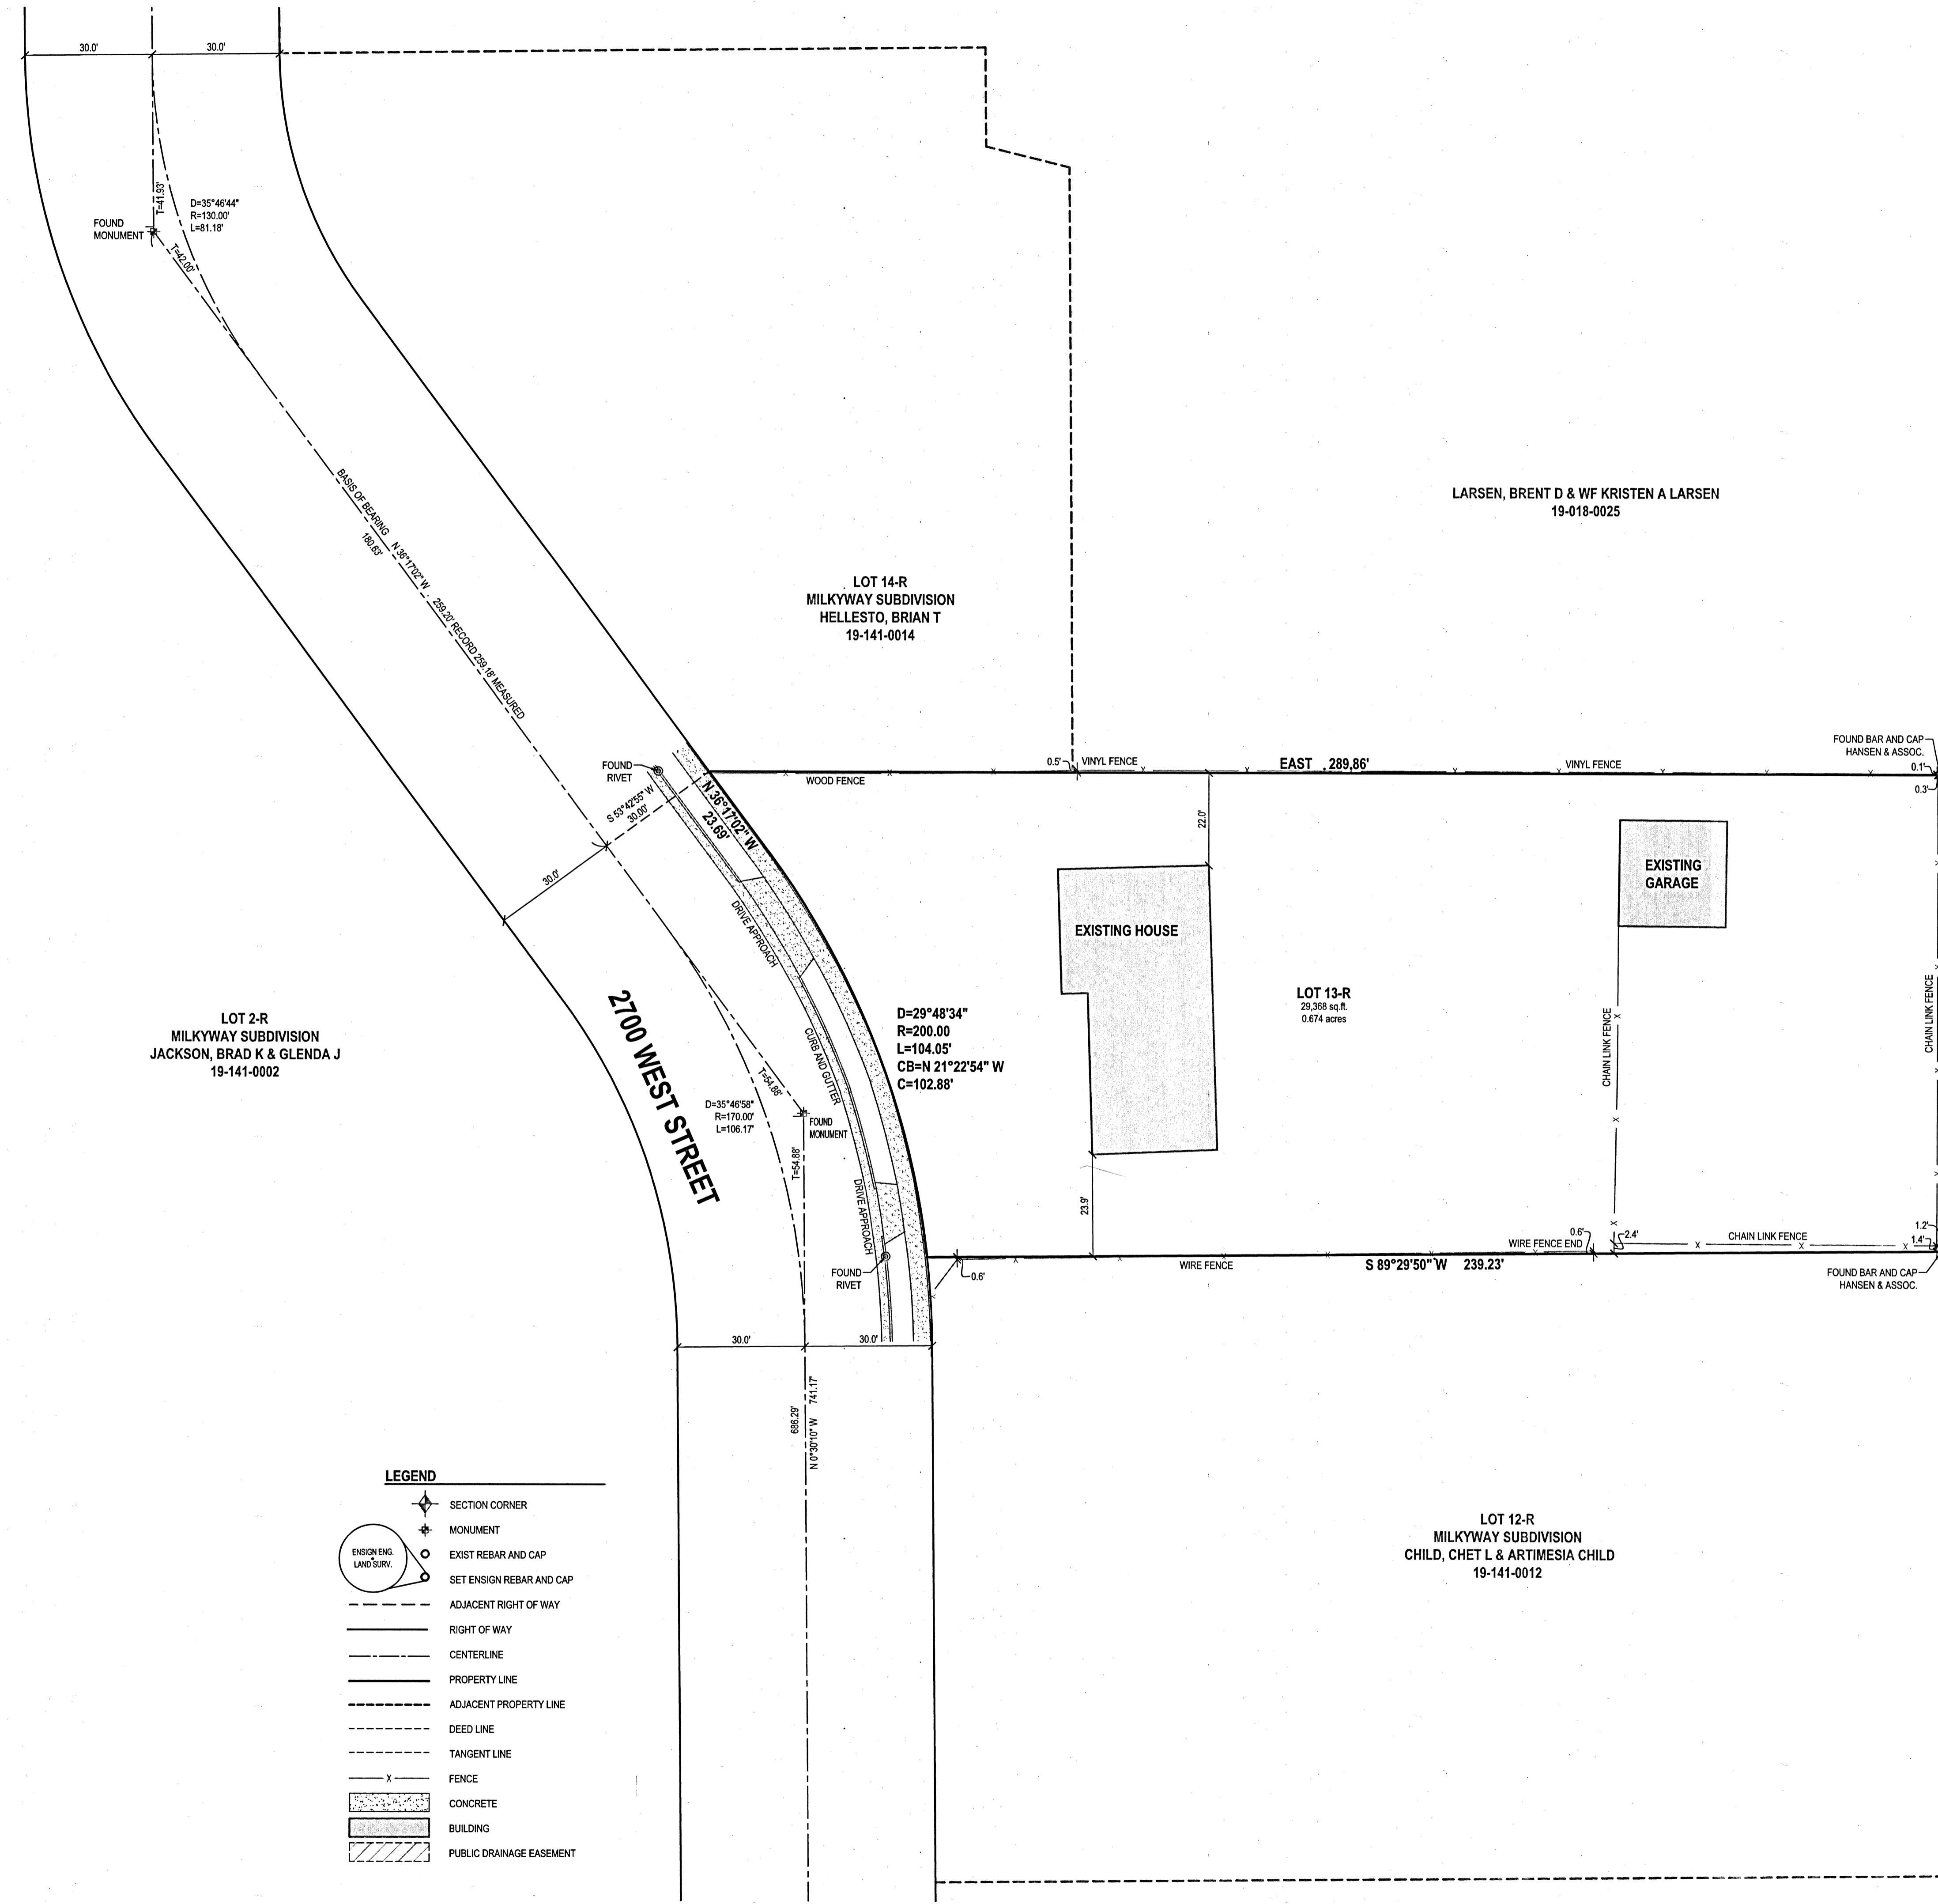 30.0'
30.0'
T=41.93'
D=35°46'44"
R=130.00'
L=81.18'
FOUND
MONUMENT
T=42.00'
BASIS OF BEARING N 36°17'02" W 259.20' RECORD 259.18' MEASURED
180.63'
LARSEN, BRENT D & WF KRISTEN A LARSEN
19-018-0025
LOT 14-R
MILKYWAY SUBDIVISION
HELLESTO, BRIAN T
19-141-0014
FOUND BAR AND CAP
HANSEN & ASSOC.
0.1'
0.3'
FOUND
RIVET
WOOD FENCE
0.5'
VINYL FENCE
EAST 289.86'
VINYL FENCE
S 53°42'55" W
30.00'
N 36°17'02" W
23.69'
22.0'
30.0'
EXISTING
GARAGE
DRIVE APPROACH
EXISTING HOUSE
LOT 13-R
29,368 sq.ft.
0.674 acres
CHAIN LINK FENCE
CHAIN LINK FENCE
LOT 2-R
MILKYWAY SUBDIVISION
JACKSON, BRAD K & GLENDA J
19-141-0002
2700 WEST STREET
D=29°48'34"
R=200.00
L=104.05'
CB=N 21°22'54" W
C=102.88'
CURB AND GUTTER
T=54.88'
D=35°46'58"
R=170.00'
L=106.17'
FOUND
MONUMENT
T=54.88'
DRIVE APPROACH
23.9'
FOUND
RIVET
0.6'
WIRE FENCE
WIRE FENCE END
0.6'
2.4'
CHAIN LINK FENCE
1.2'
1.4'
S 89°29'50" W 239.23'
FOUND BAR AND CAP
HANSEN & ASSOC.
30.0'
30.0'
686.29'
N 0°30'10" W 741.17'
LEGEND
SECTION CORNER
MONUMENT
ENSIGN ENG.
LAND SURV.
EXIST REBAR AND CAP
SET ENSIGN REBAR AND CAP
ADJACENT RIGHT OF WAY
RIGHT OF WAY
CENTERLINE
PROPERTY LINE
ADJACENT PROPERTY LINE
DEED LINE
TANGENT LINE
X FENCE
CONCRETE
BUILDING
PUBLIC DRAINAGE EASEMENT
LOT 12-R
MILKYWAY SUBDIVISION
CHILD, CHET L & ARTIMESIA CHILD
19-141-0012